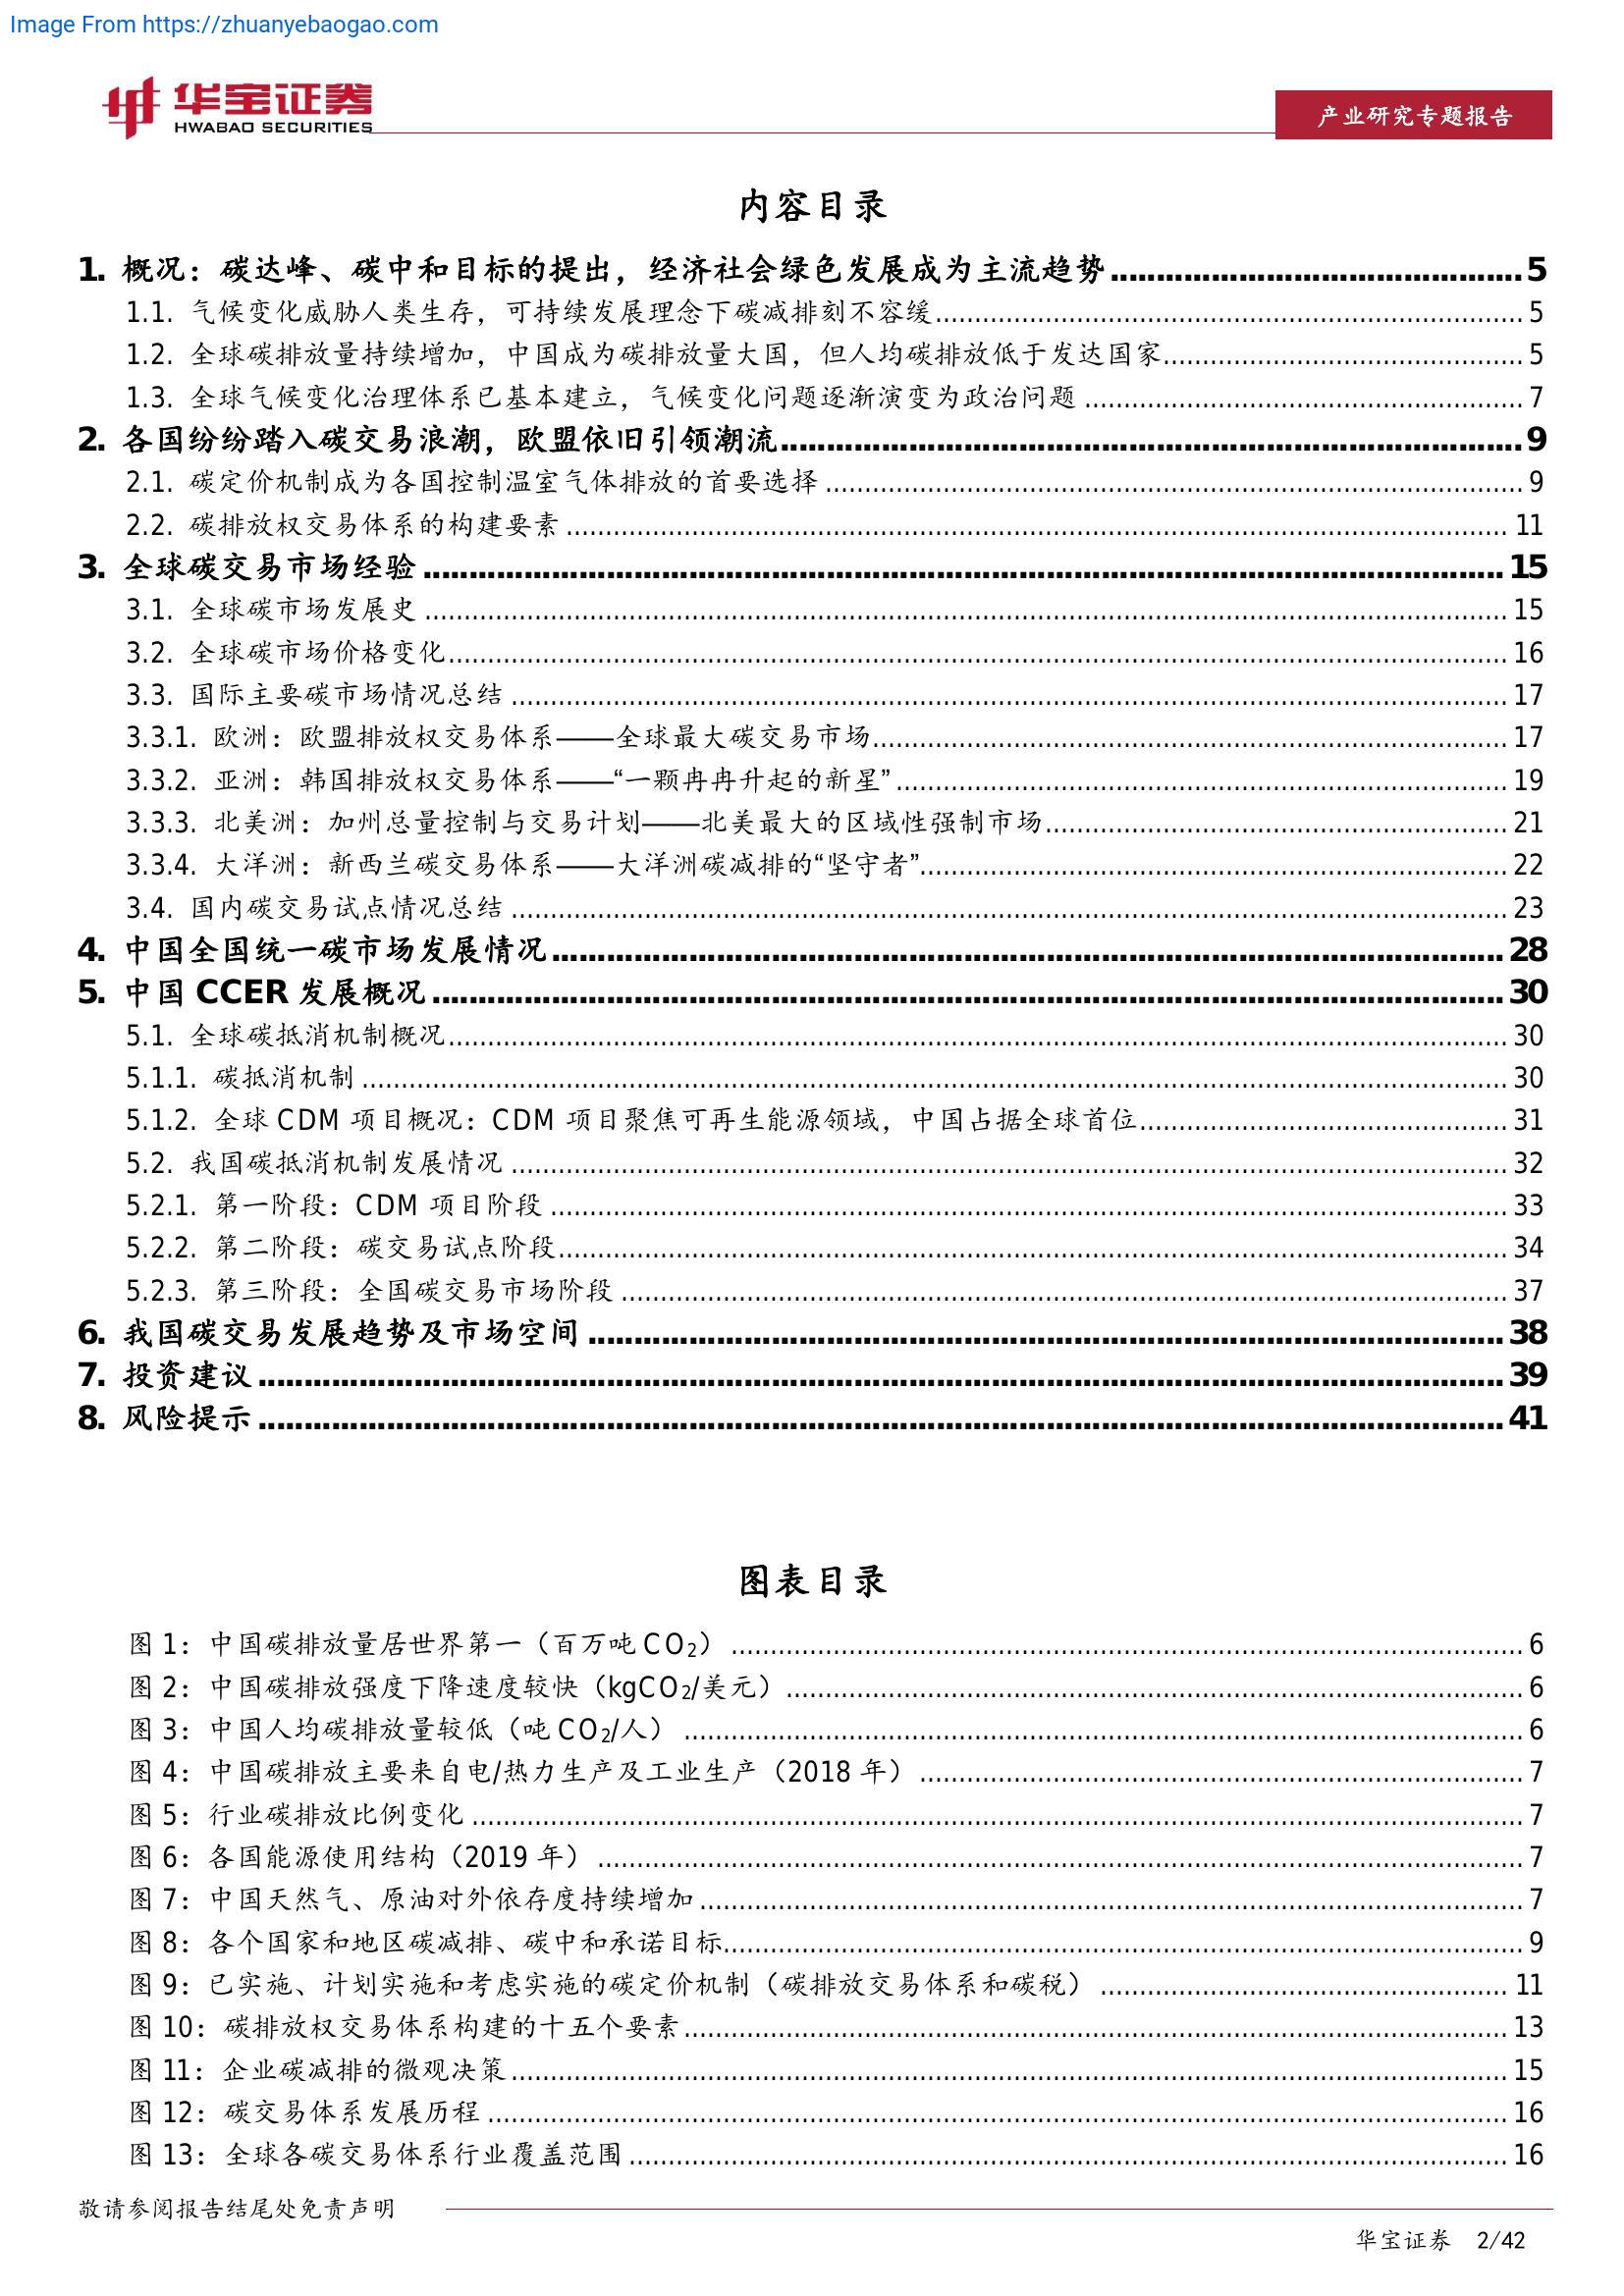 Image From https://zhuanyebaogao.com
华宝证券
HWABAO SECURITIES
产业研究专题报告
内容目录
1. 概况：碳达峰、碳中和目标的提出，经济社会绿色发展成为主流趋势 5
1.1. 气候变化威胁人类生存，可持续发展理念下碳减排刻不容缓 5
1.2. 全球碳排放量持续增加，中国成为碳排放量大国，但人均碳排放低于发达国家 5
1.3. 全球气候变化治理体系已基本建立，气候变化问题逐渐演变为政治问题 7
2. 各国纷纷踏入碳交易浪潮，欧盟依旧引领潮流 9
2.1. 碳定价机制成为各国控制温室气体排放的首要选择 9
2.2. 碳排放权交易体系的构建要素 11
3. 全球碳交易市场经验 15
3.1. 全球碳市场发展史 15
3.2. 全球碳市场价格变化 16
3.3. 国际主要碳市场情况总结 17
3.3.1. 欧洲：欧盟排放权交易体系——全球最大碳交易市场 17
3.3.2. 亚洲：韩国排放权交易体系——“一颗冉冉升起的新星” 19
3.3.3. 北美洲：加州总量控制与交易计划——北美最大的区域性强制市场 21
3.3.4. 大洋洲：新西兰碳交易体系——大洋洲碳减排的“坚守者” 22
3.4. 国内碳交易试点情况总结 23
4. 中国全国统一碳市场发展情况 28
5. 中国 CCER 发展概况 30
5.1. 全球碳抵消机制概况 30
5.1.1. 碳抵消机制 30
5.1.2. 全球 CDM 项目概况：CDM 项目聚焦可再生能源领域，中国占据全球首位 31
5.2. 我国碳抵消机制发展情况 32
5.2.1. 第一阶段：CDM 项目阶段 33
5.2.2. 第二阶段：碳交易试点阶段 34
5.2.3. 第三阶段：全国碳交易市场阶段 37
6. 我国碳交易发展趋势及市场空间 38
7. 投资建议 39
8. 风险提示 41
图表目录
图 1：中国碳排放量居世界第一（百万吨 CO₂） 6
图 2：中国碳排放强度下降速度较快（kgCO₂/美元） 6
图 3：中国人均碳排放量较低（吨 CO₂/人） 6
图 4：中国碳排放主要来自电/热力生产及工业生产（2018 年） 7
图 5：行业碳排放比例变化 7
图 6：各国能源使用结构（2019 年） 7
图 7：中国天然气、原油对外依存度持续增加 7
图 8：各个国家和地区碳减排、碳中和承诺目标 9
图 9：已实施、计划实施和考虑实施的碳定价机制（碳排放交易体系和碳税） 11
图 10：碳排放权交易体系构建的十五个要素 13
图 11：企业碳减排的微观决策 15
图 12：碳交易体系发展历程 16
图 13：全球各碳交易体系行业覆盖范围 16
敬请参阅报告结尾处免责声明
华宝证券 2/42